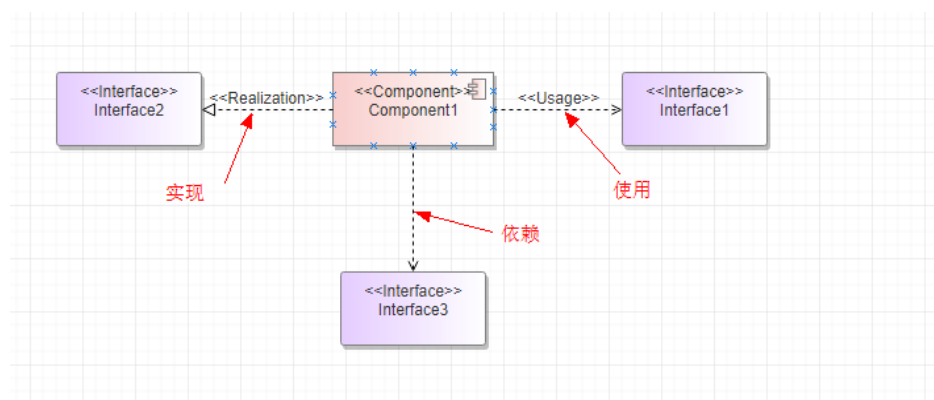 <<Interface>>
Interface2
<<Realization>>
<<Component>>
Component1
<<Usage>>
<<Interface>>
Interface1
实现
使用
依赖
<<Interface>>
Interface3